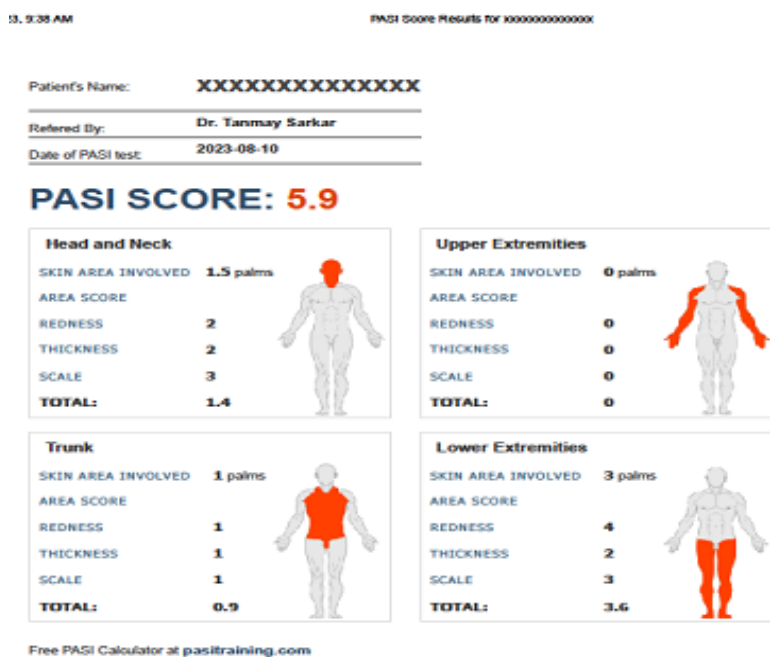 3, 9:38 AM
PASI Score Results for xxxxxxxxxxxxxx
Patient's Name: XXXXXXXXXXXXXX
Refered By: Dr. Tanmay Sarkar
Date of PASI test: 2023-08-10
PASI SCORE: 5.9
Head and Neck
SKIN AREA INVOLVED 1.5 palms
AREA SCORE
REDNESS 2
THICKNESS 2
SCALE 3
TOTAL: 1.4
Upper Extremities
SKIN AREA INVOLVED 0 palms
AREA SCORE
REDNESS 0
THICKNESS 0
SCALE 0
TOTAL: 0
Trunk
SKIN AREA INVOLVED 1 palms
AREA SCORE
REDNESS 1
THICKNESS 1
SCALE 1
TOTAL: 0.9
Lower Extremities
SKIN AREA INVOLVED 3 palms
AREA SCORE
REDNESS 4
THICKNESS 2
SCALE 3
TOTAL: 3.6
Free PASI Calculator at pasitraining.com